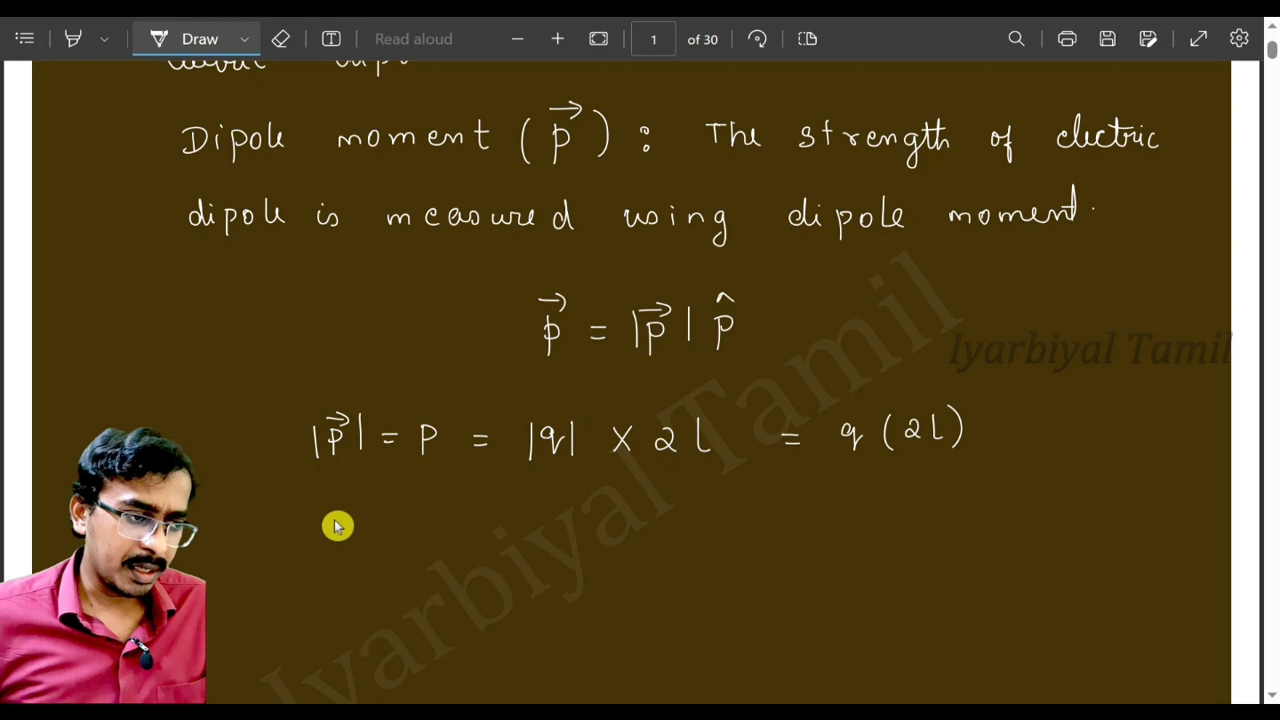 Draw
Read aloud
1 of 30
Dipole moment (p⃗) : The strength of electric
dipole is measured using dipole moment.
p⃗ = |p⃗| p̂
Iyarbiyal Tamil
|p⃗| = p = |q| × 2l = q (2l)
Iyarbiyal Tamil